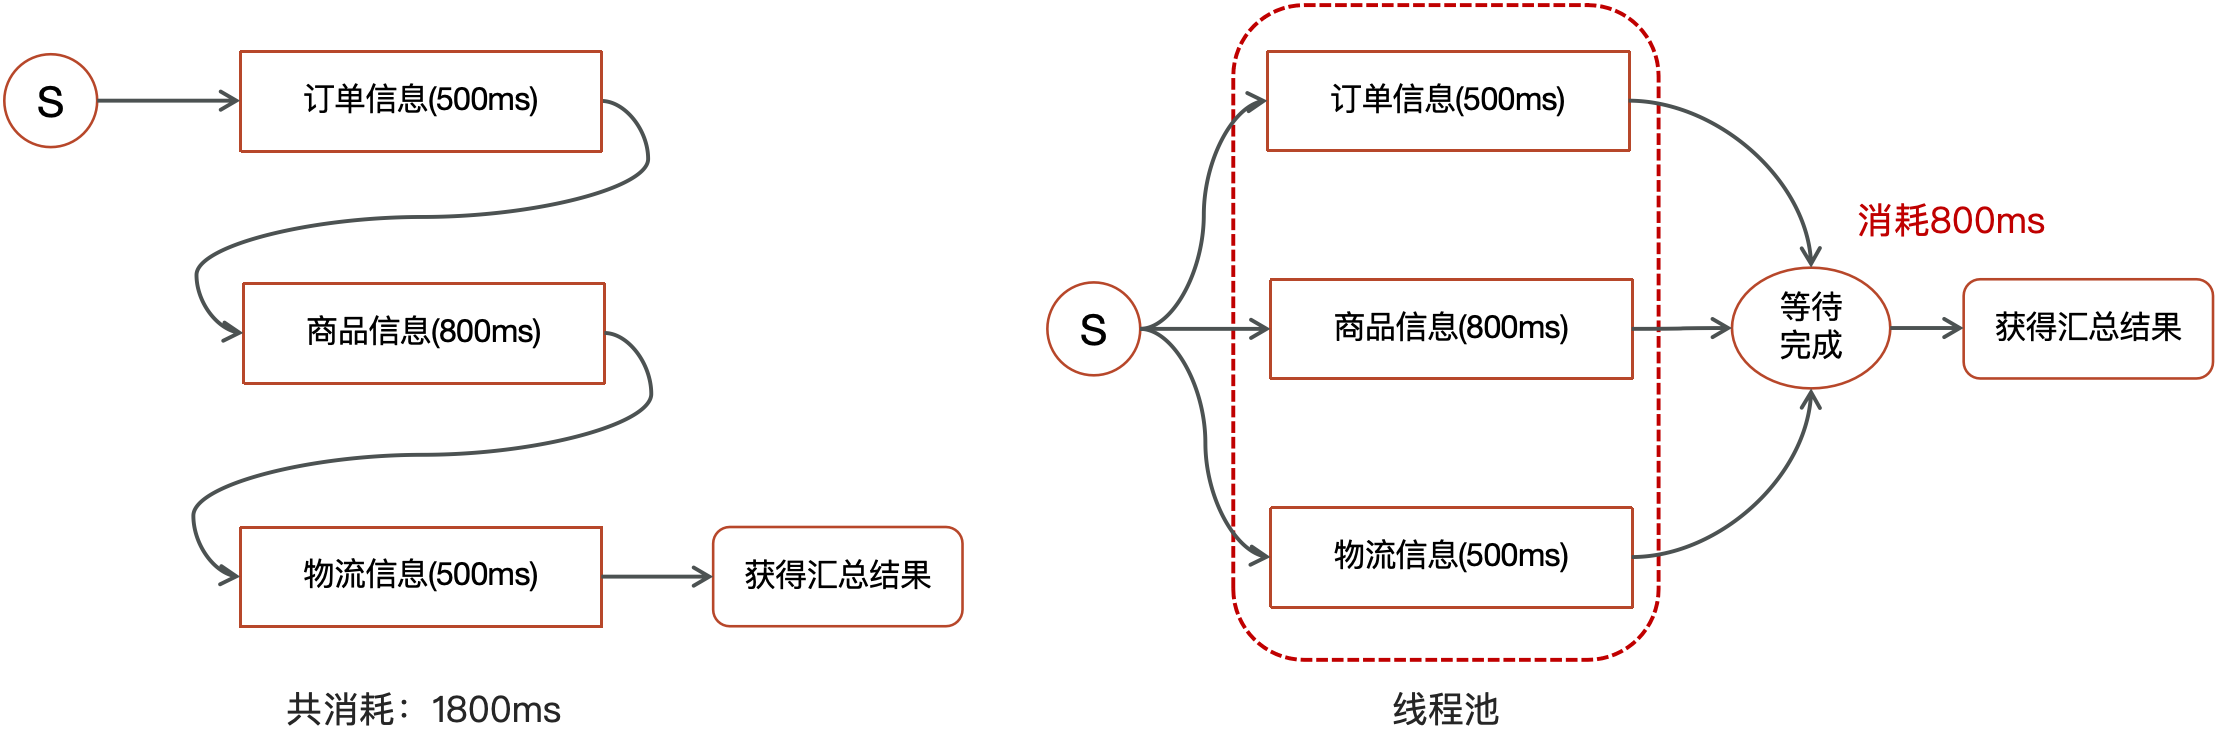 S
订单信息(500ms)
商品信息(800ms)
物流信息(500ms)
获得汇总结果
共消耗：1800ms
S
订单信息(500ms)
商品信息(800ms)
物流信息(500ms)
消耗800ms
等待
完成
获得汇总结果
线程池